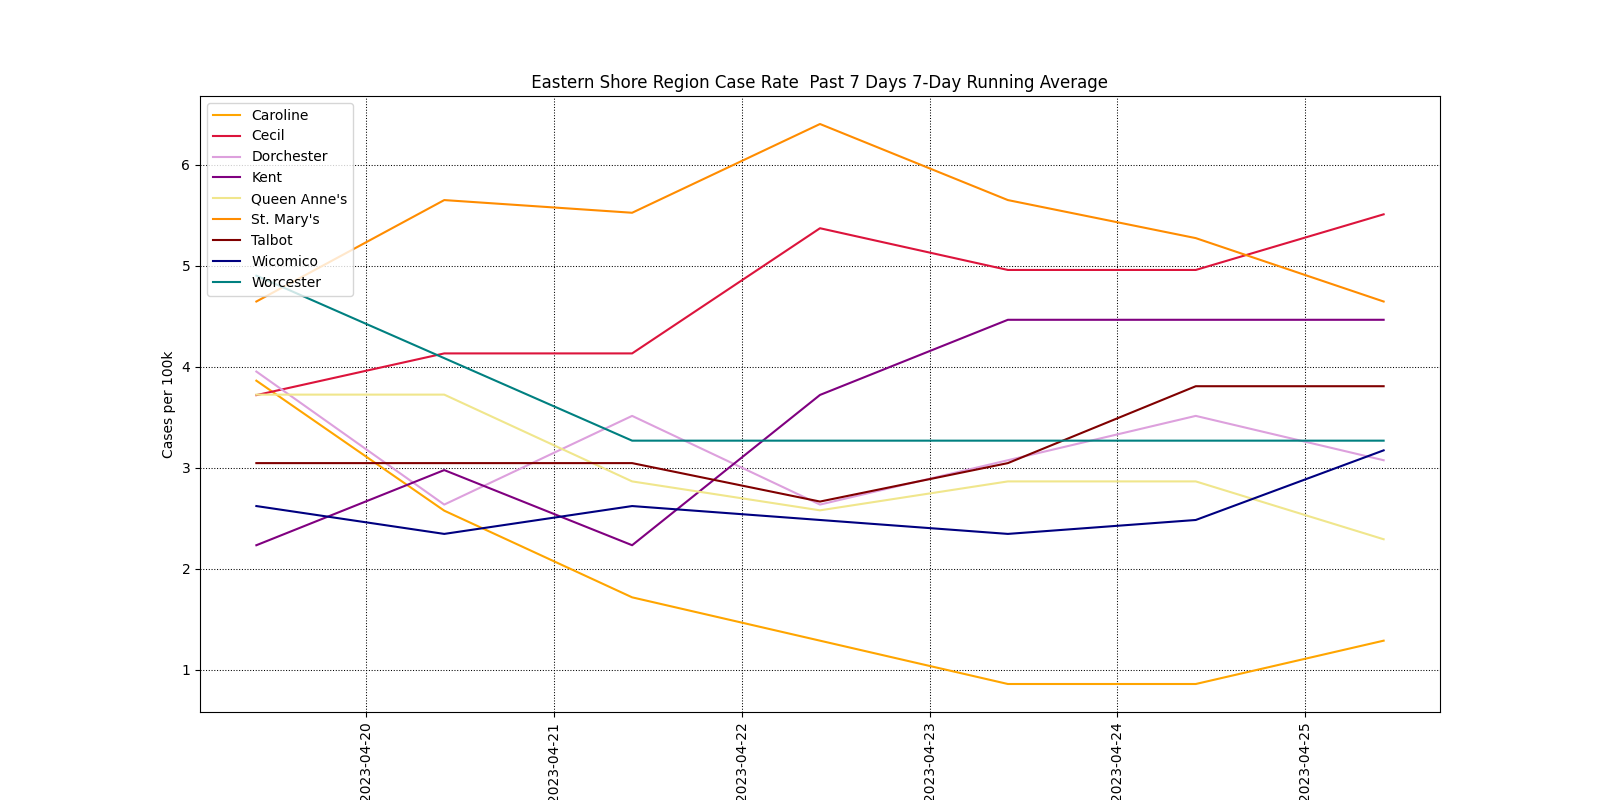 Eastern Shore Region Case Rate  Past 7 Days 7-Day Running Average
Caroline
Cecil
Dorchester
Kent
Queen Anne's
St. Mary's
Talbot
Wicomico
Worcester
Cases per 100k
6
5
4
3
2
1
2023-04-20
2023-04-21
2023-04-22
2023-04-23
2023-04-24
2023-04-25